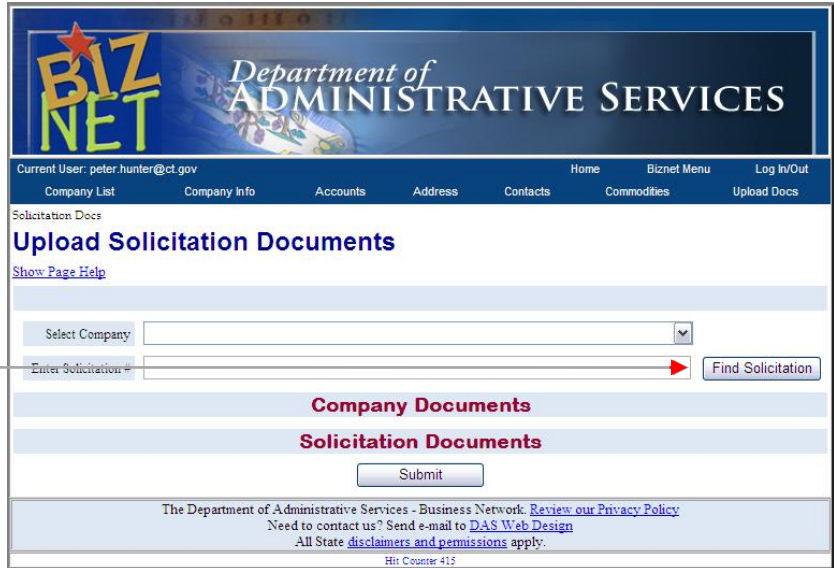 BIZ
NET
Department of
ADMINISTRATIVE SERVICES
Current User: peter.hunter@ct.gov Home Biznet Menu Log In/Out
Company List Company Info Accounts Address Contacts Commodities Upload Docs
Solicitation Docs
Upload Solicitation Documents
Show Page Help
Select Company
Enter Solicitation # Find Solicitation
Company Documents
Solicitation Documents
Submit
The Department of Administrative Services - Business Network. Review our Privacy Policy
Need to contact us? Send e-mail to DAS Web Design
All State disclaimers and permissions apply.
Hit Counter 415